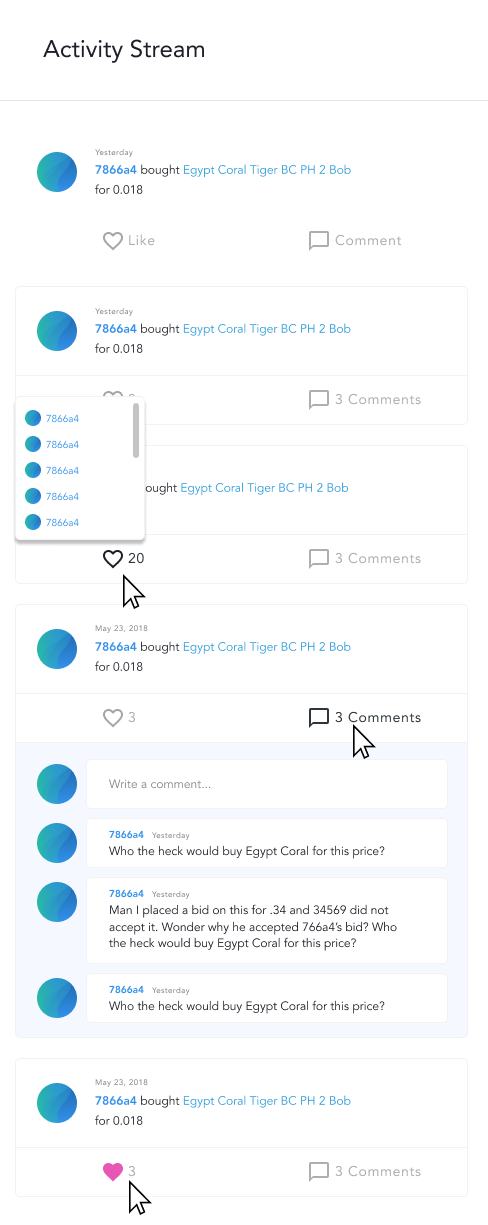 Activity Stream
Yesterday
7866a4 bought Egypt Coral Tiger BC PH 2 Bob
for 0.018
Like Comment
Yesterday
7866a4 bought Egypt Coral Tiger BC PH 2 Bob
for 0.018
3 Comments
7866a4
7866a4
7866a4
7866a4
7866a4
ought Egypt Coral Tiger BC PH 2 Bob
20 3 Comments
May 23, 2018
7866a4 bought Egypt Coral Tiger BC PH 2 Bob
for 0.018
3 3 Comments
Write a comment...
7866a4 Yesterday
Who the heck would buy Egypt Coral for this price?
7866a4 Yesterday
Man I placed a bid on this for .34 and 34569 did not
accept it. Wonder why he accepted 766a4’s bid? Who
the heck would buy Egypt Coral for this price?
7866a4 Yesterday
Who the heck would buy Egypt Coral for this price?
May 23, 2018
7866a4 bought Egypt Coral Tiger BC PH 2 Bob
for 0.018
3 3 Comments